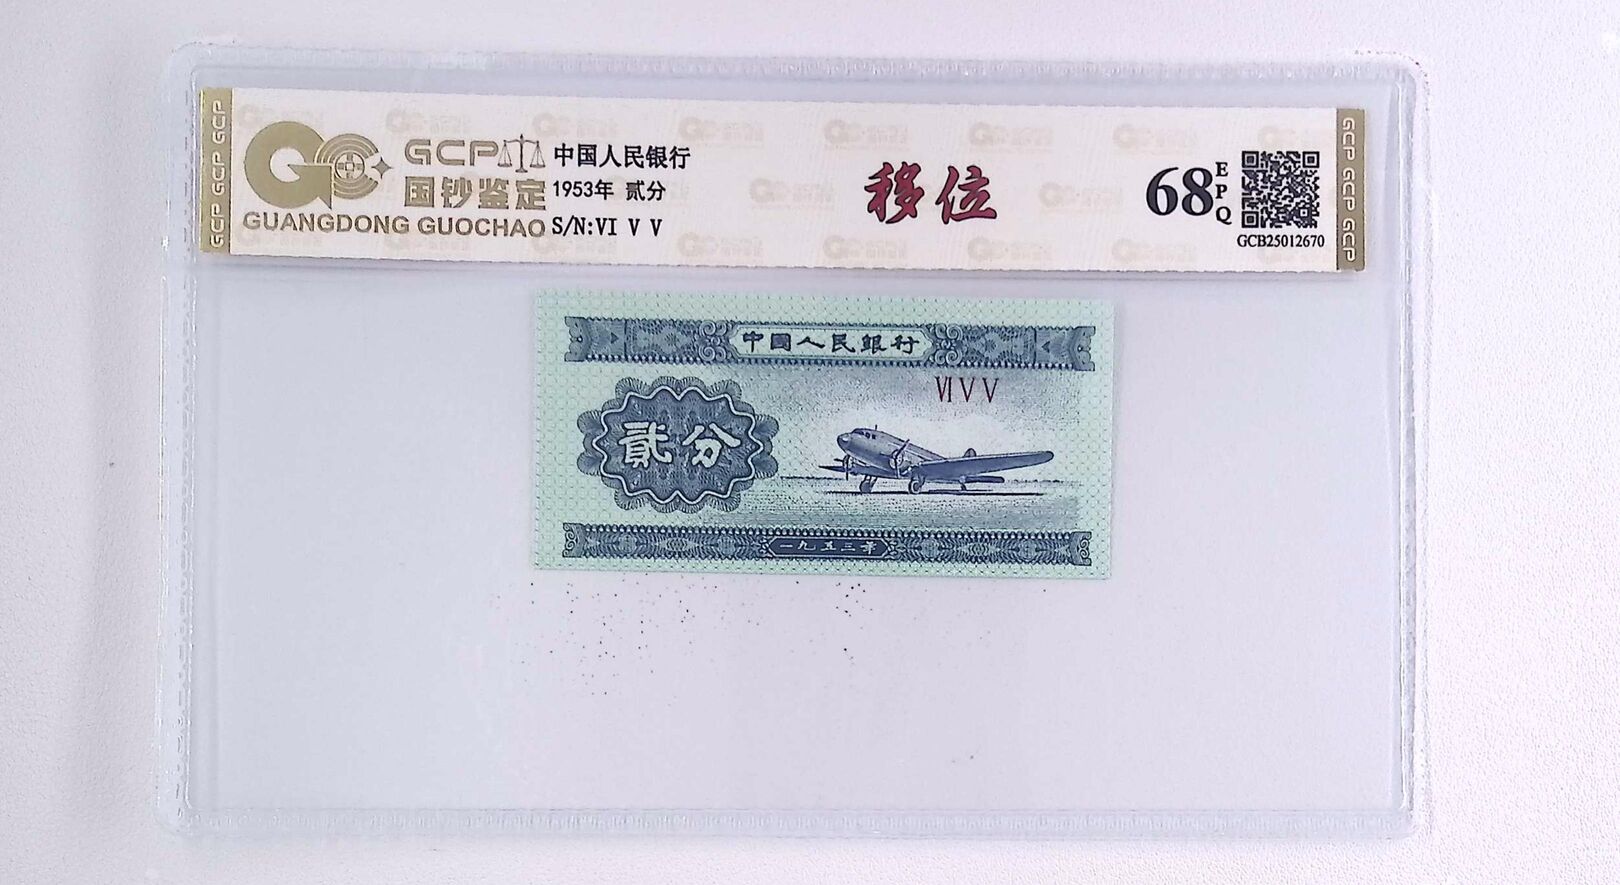 GCP GCP GCP
GCP 中国人民银行
国钞鉴定 1953年 贰分
GUANGDONG GUOCHAO S/N:VI V V
移位
68 EPQ
GCB25012670
GCP GCP GCP
中国人民銀行
VI V V
貳分
一九五三年